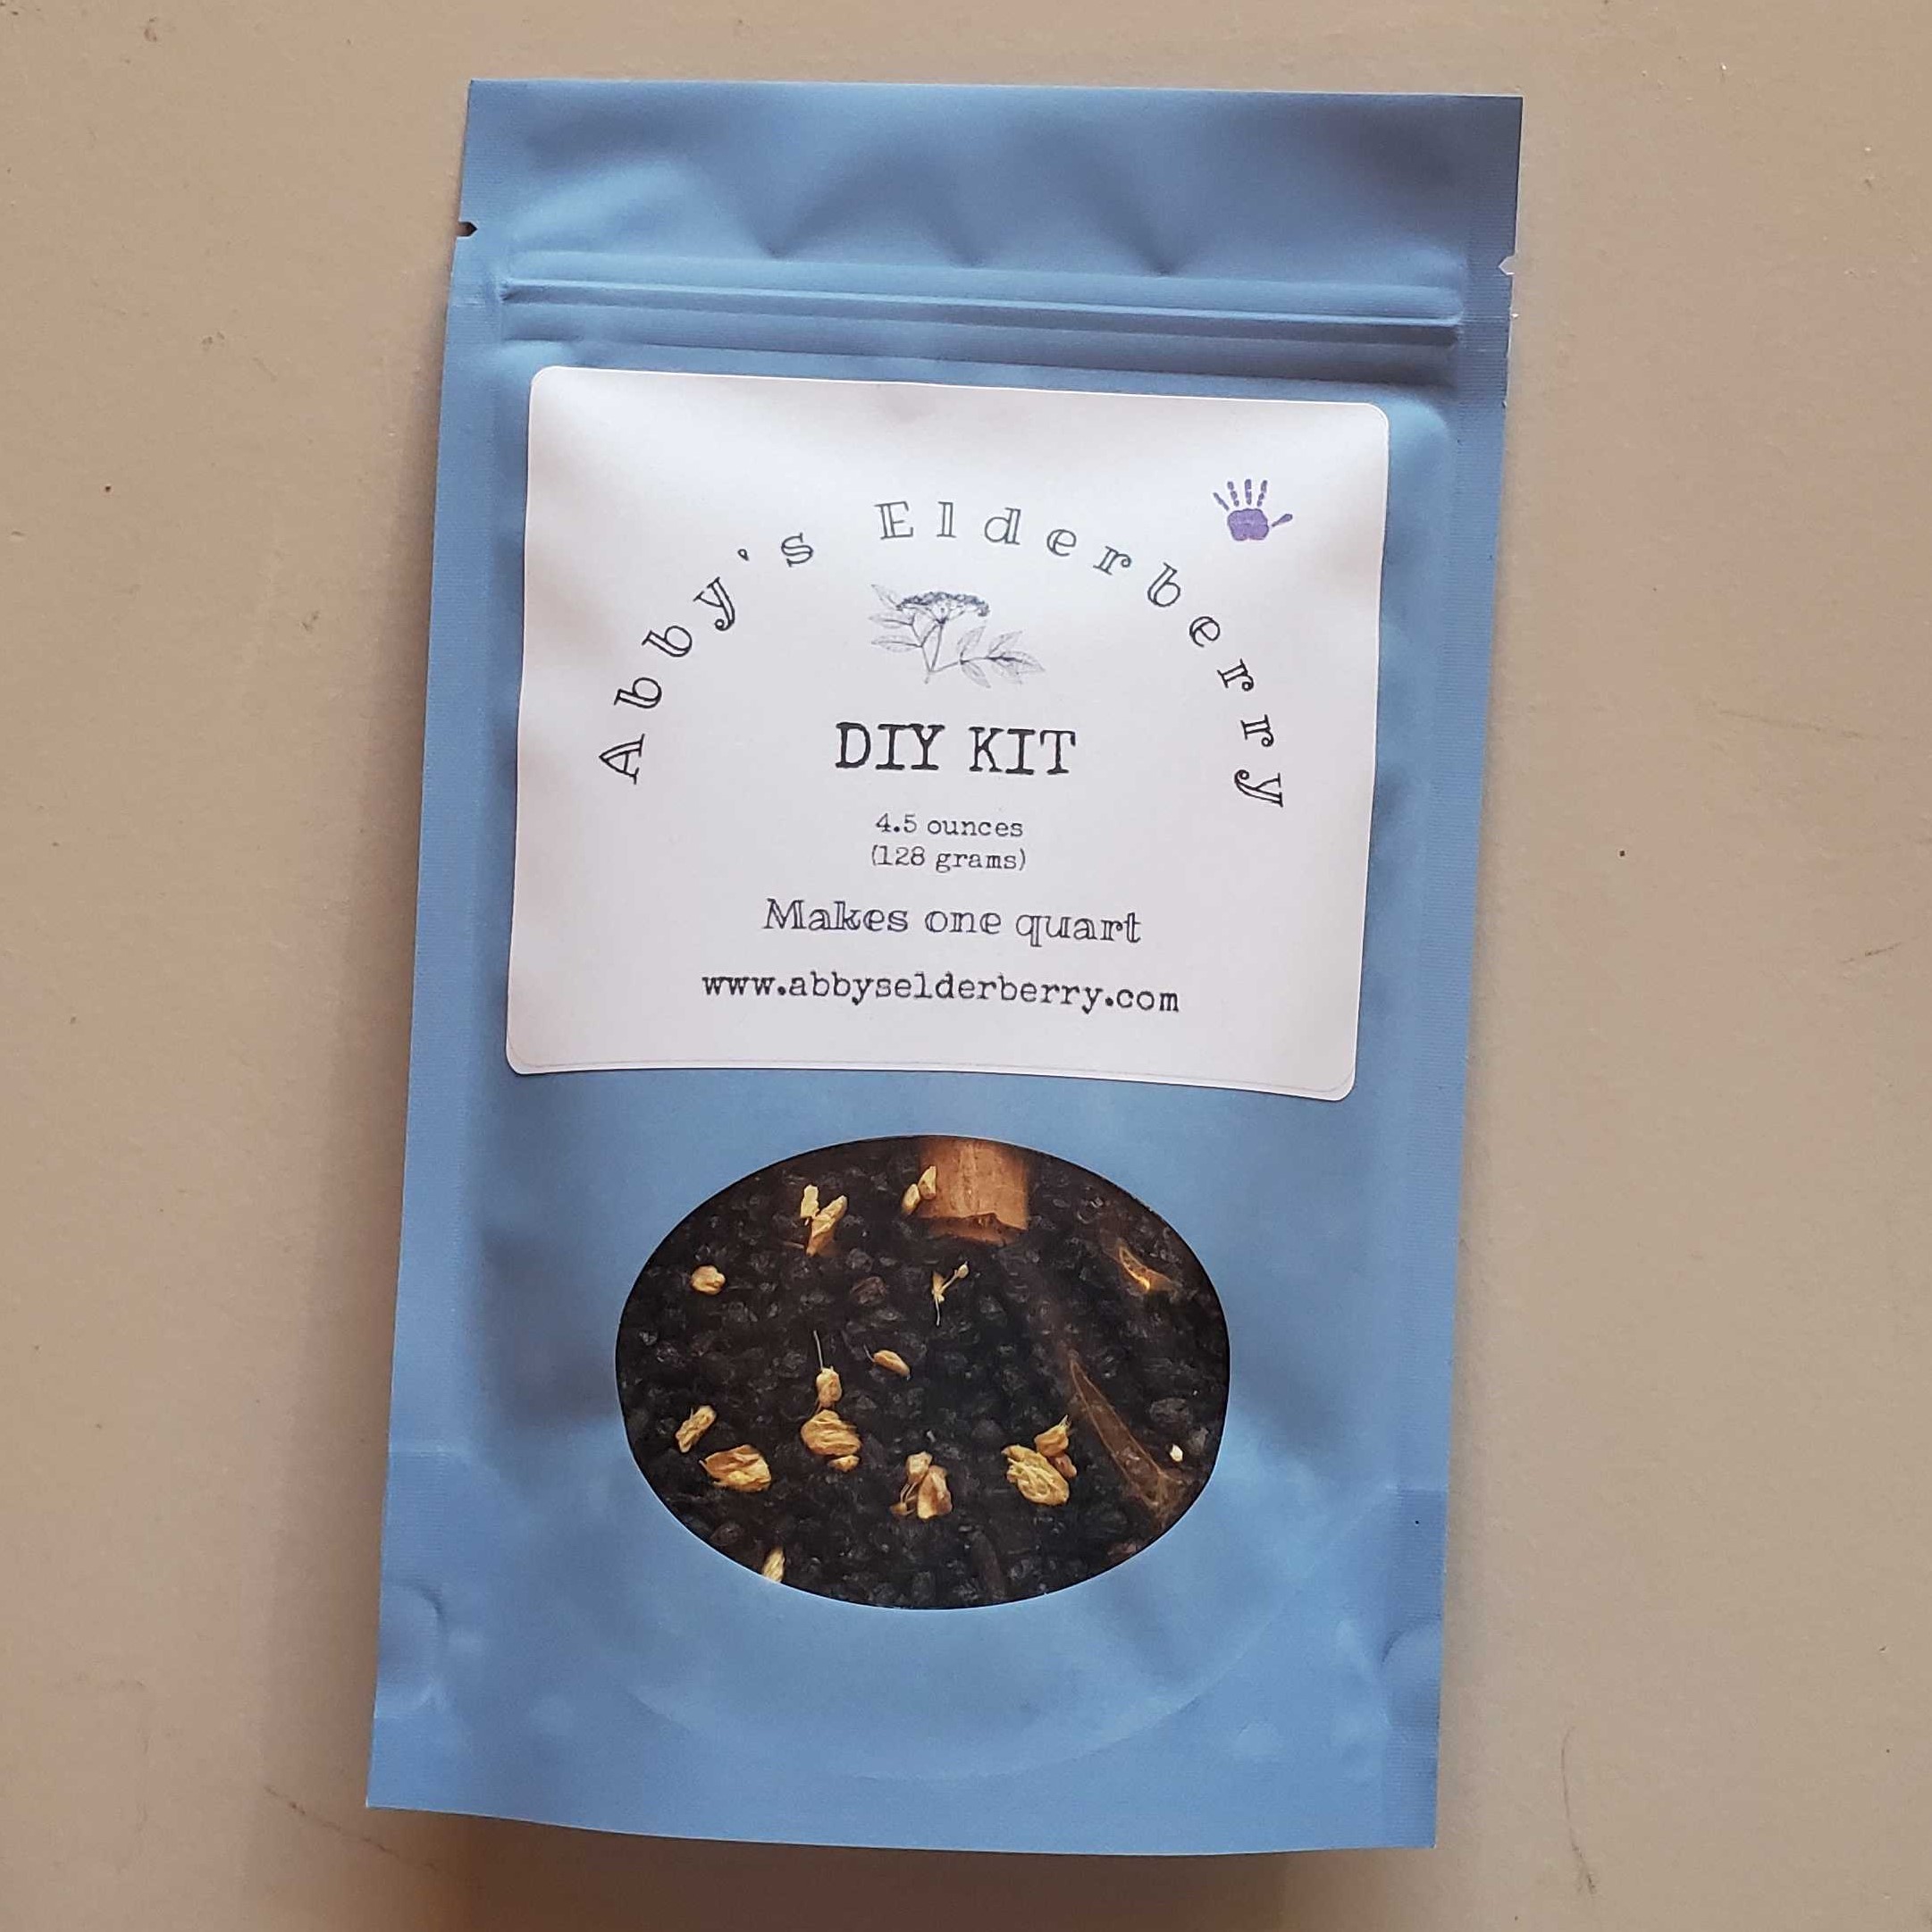 Abby's Elderberry
DIY KIT
4.5 ounces
(128 grams)
Makes one quart
www.abbyselderberry.com